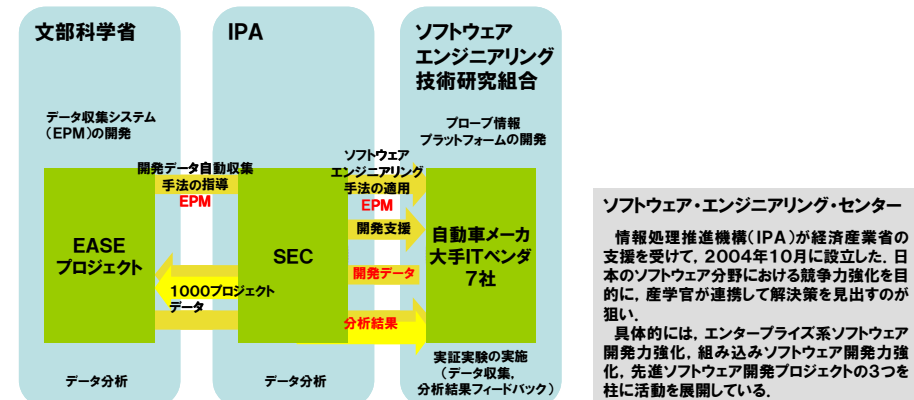 文部科学省
データ収集システム
（EPM）の開発
EASE
プロジェクト
データ分析
開発データ自動収集
手法の指導
EPM
1000プロジェクト
データ
IPA
SEC
データ分析
ソフトウェア
エンジニアリング
手法の適用
EPM
開発支援
開発データ
分析結果
ソフトウェア
エンジニアリング
技術研究組合
プローブ情報
プラットフォームの開発
自動車メーカ
大手ITベンダ
7社
実証実験の実施
（データ収集，
分析結果フィードバック）
ソフトウェア・エンジニアリング・センター
情報処理推進機構（IPA）が経済産業省の
支援を受けて，2004年10月に設立した．日
本のソフトウェア分野における競争力強化を目
的に，産学官が連携して解決策を見出すのが
狙い．
具体的には，エンタープライズ系ソフトウェア
開発力強化，組み込みソフトウェア開発力強
化，先進ソフトウェア開発プロジェクトの3つを
柱に活動を展開している．